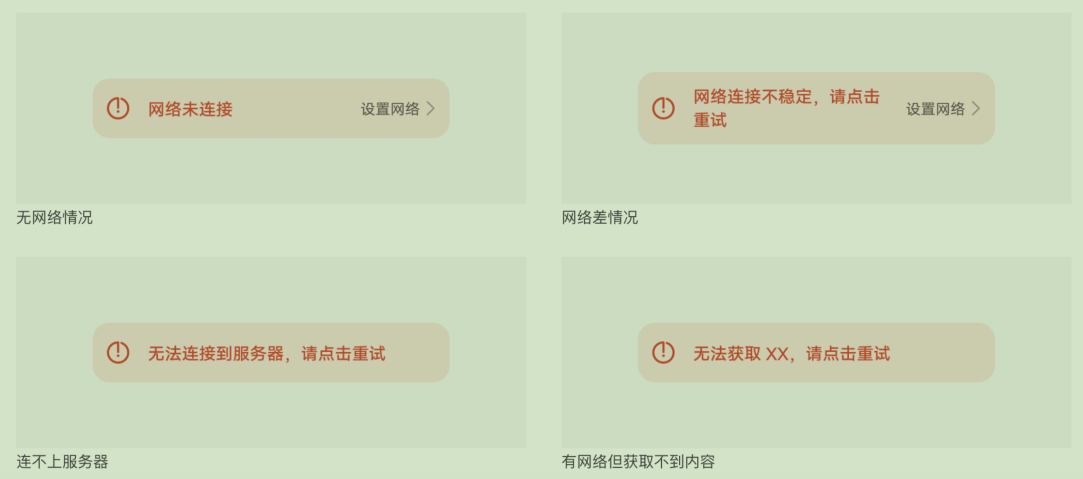 网络未连接
设置网络
网络连接不稳定，请点击
重试
设置网络
无网络情况
网络差情况
无法连接到服务器，请点击重试
无法获取 XX，请点击重试
连不上服务器
有网络但获取不到内容